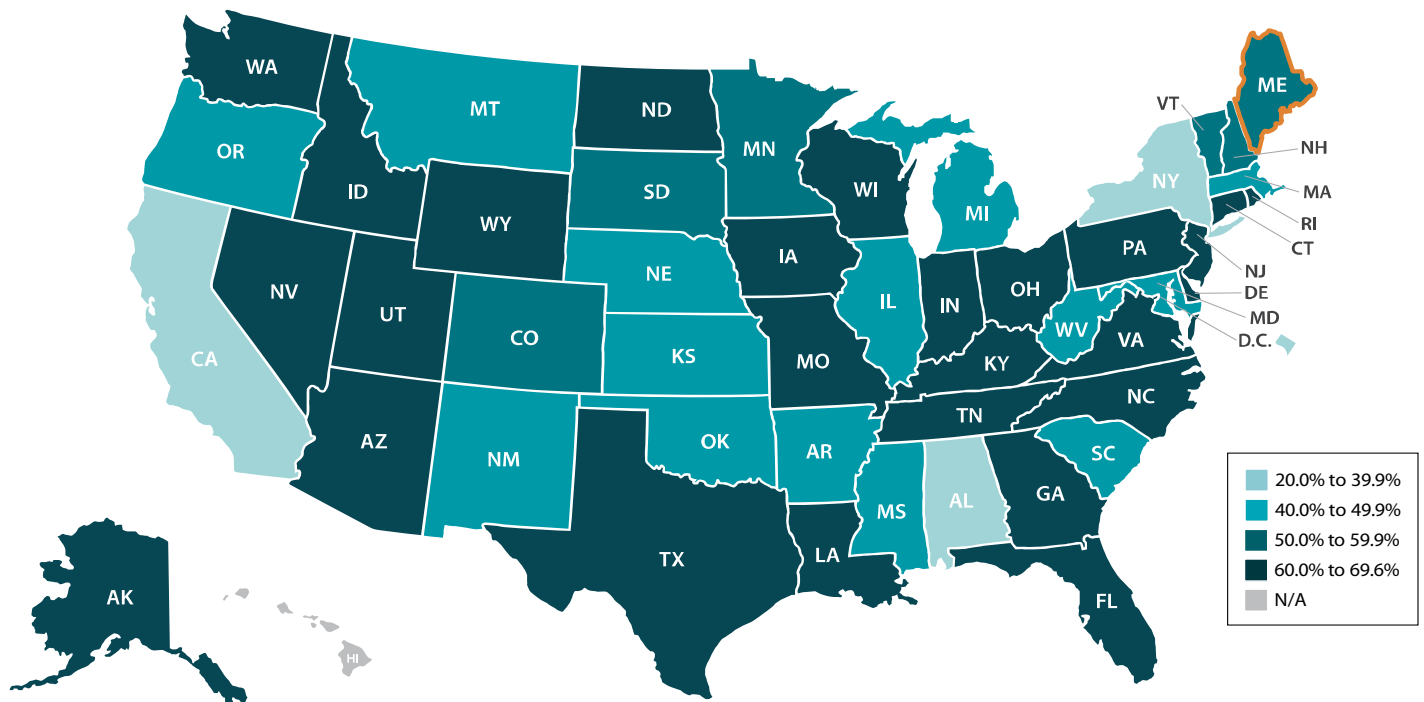 WA
MT
ND
MN
OR
ID
WY
SD
WI
MI
ME
VT
NH
NY
MA
RI
CT
NV
UT
CO
NE
IA
IL
IN
OH
PA
NJ
DE
MD
D.C.
CA
KS
MO
KY
WV
VA
AZ
NM
OK
AR
TN
NC
SC
TX
LA
MS
AL
GA
FL
AK
HI
20.0% to 39.9%
40.0% to 49.9%
50.0% to 59.9%
60.0% to 69.6%
N/A